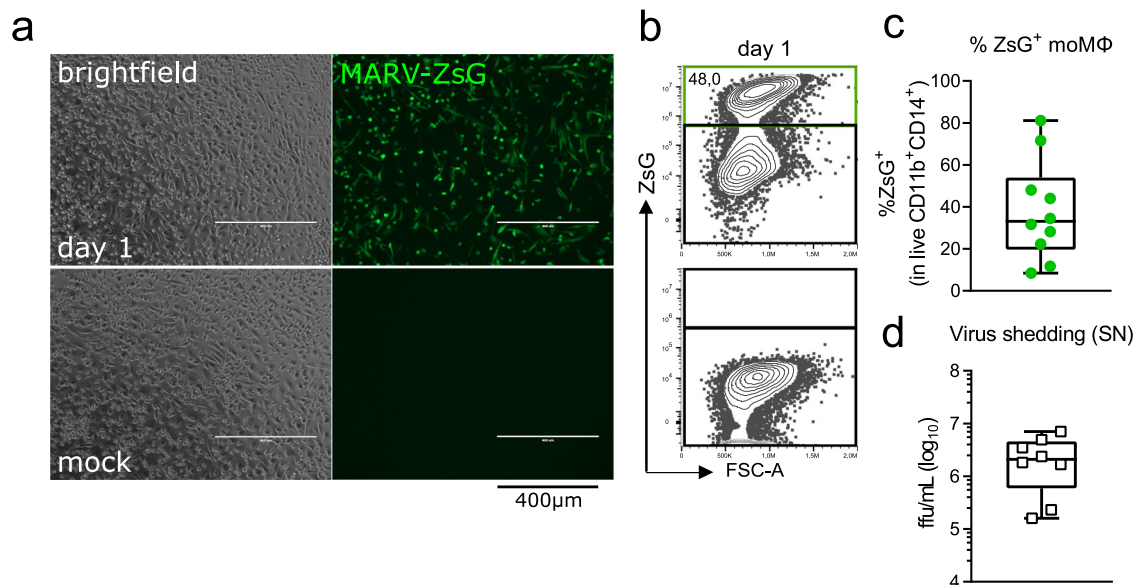 a
brightfield
MARV-ZsG
day 1
mock
400µm
b
day 1
48,0
10⁷
10⁶
10⁵
10⁴
0
500K
1,0M
1,5M
2,0M
10⁷
10⁶
10⁵
10⁴
0
500K
1,0M
1,5M
2,0M
ZsG
FSC-A
c
% ZsG⁺ moMΦ
%ZsG⁺
(in live CD11b⁺CD14⁺)
100
80
60
40
20
0
d
Virus shedding (SN)
ffu/mL (log₁₀)
8
7
6
5
4